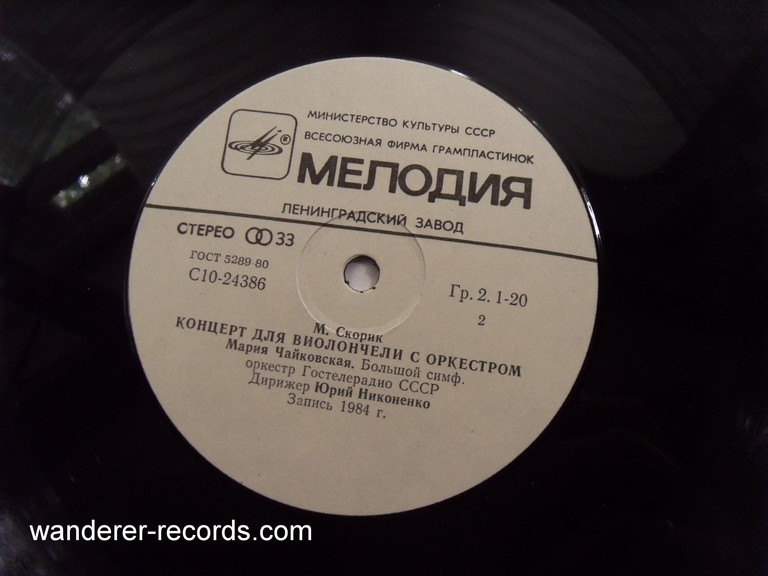 МИНИСТЕРСТВО КУЛЬТУРЫ СССР
ВСЕСОЮЗНАЯ ФИРМА ГРАМПЛАСТИНОК
®
МЕЛОДИЯ
ЛЕНИНГРАДСКИЙ ЗАВОД
СТЕРЕО 33
ГОСТ 5289-80
С10-24386
Гр. 2. 1-20
2
М. Скорик
КОНЦЕРТ ДЛЯ ВИОЛОНЧЕЛИ С ОРКЕСТРОМ
Мария Чайковская. Большой симф.
оркестр Гостелерадио СССР
Дирижер Юрий Никоненко
Запись 1984 г.
wanderer-records.com